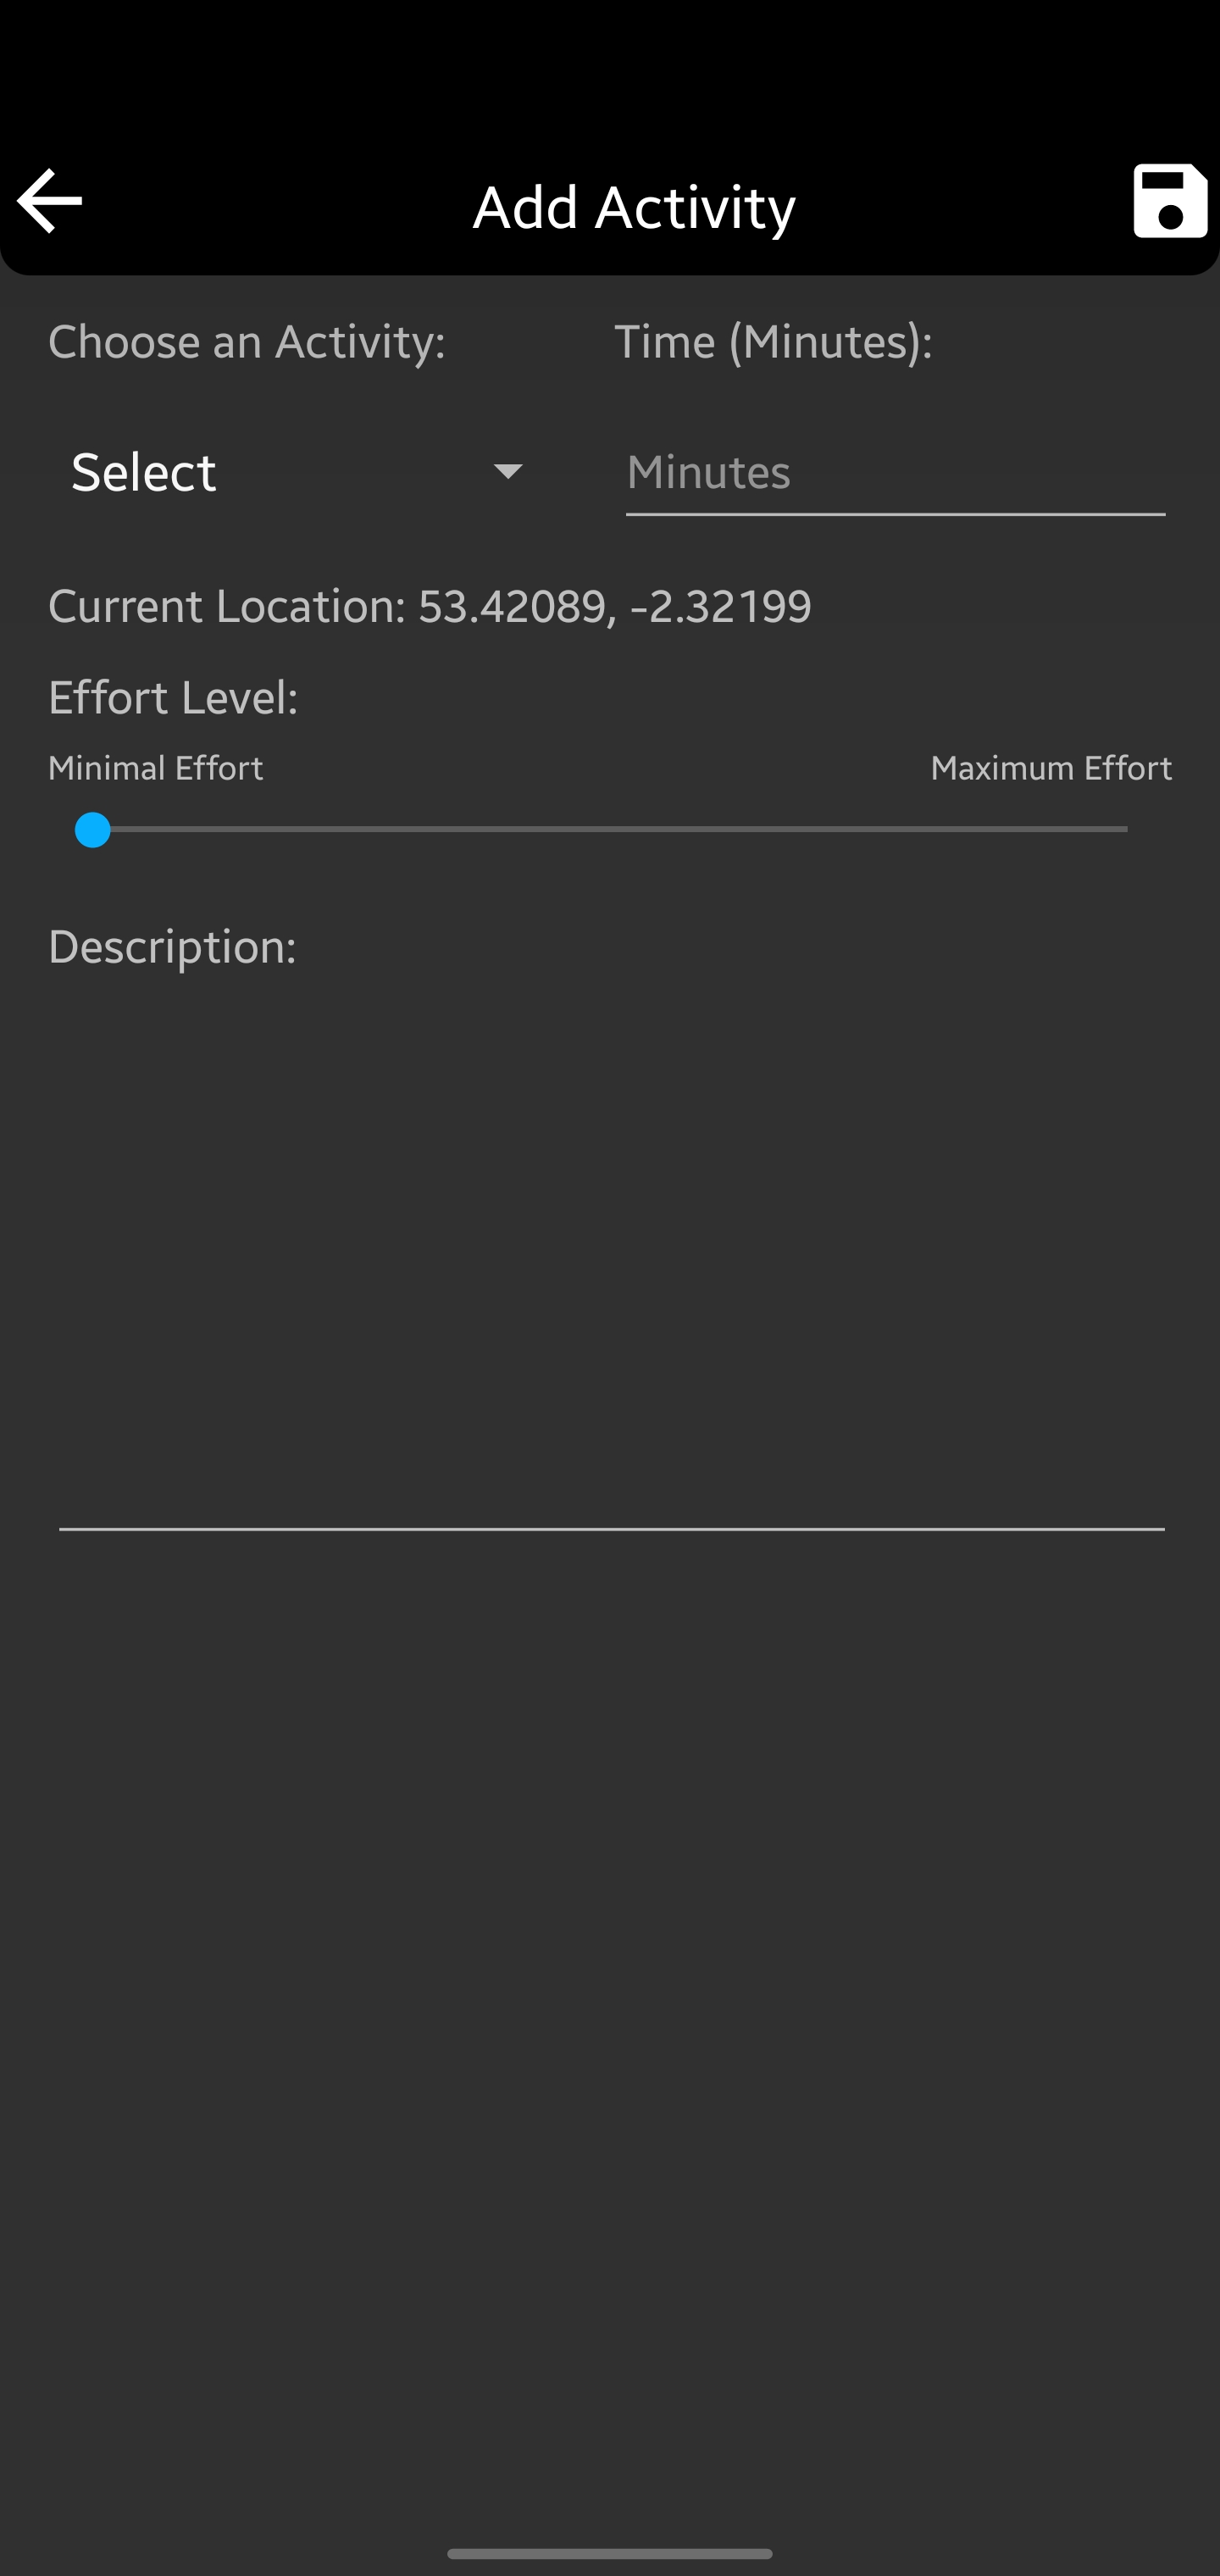 Add Activity
Choose an Activity: Time (Minutes):
Select Minutes
Current Location: 53.42089, -2.32199
Effort Level:
Minimal Effort Maximum Effort
Description: